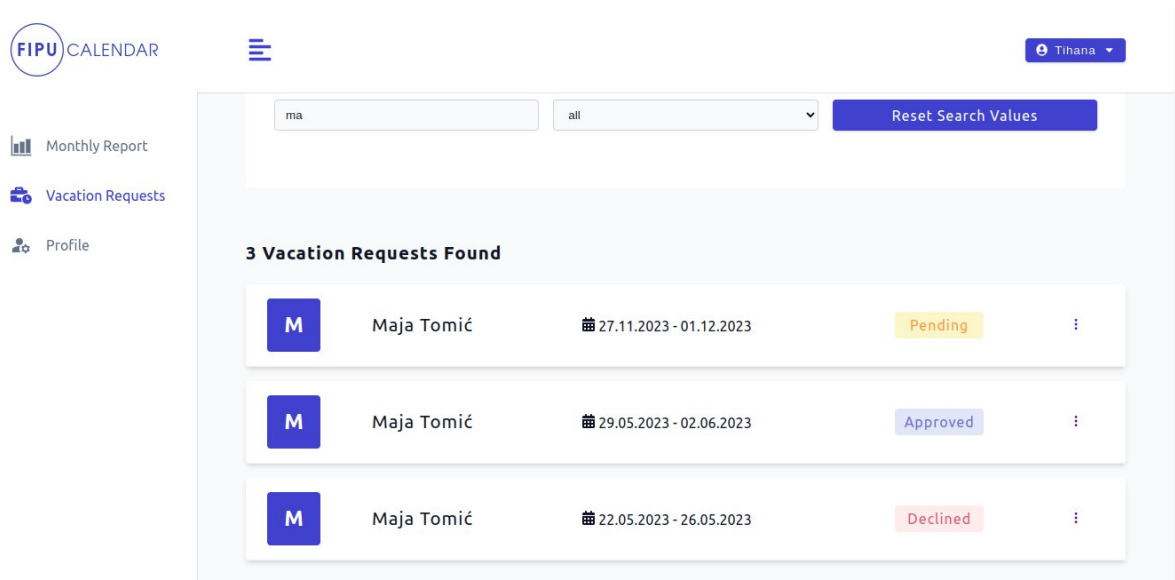 FIPU CALENDAR
Tihana
ma
all
Reset Search Values
Monthly Report
Vacation Requests
Profile
3 Vacation Requests Found
M Maja Tomić 27.11.2023 - 01.12.2023 Pending
M Maja Tomić 29.05.2023 - 02.06.2023 Approved
M Maja Tomić 22.05.2023 - 26.05.2023 Declined